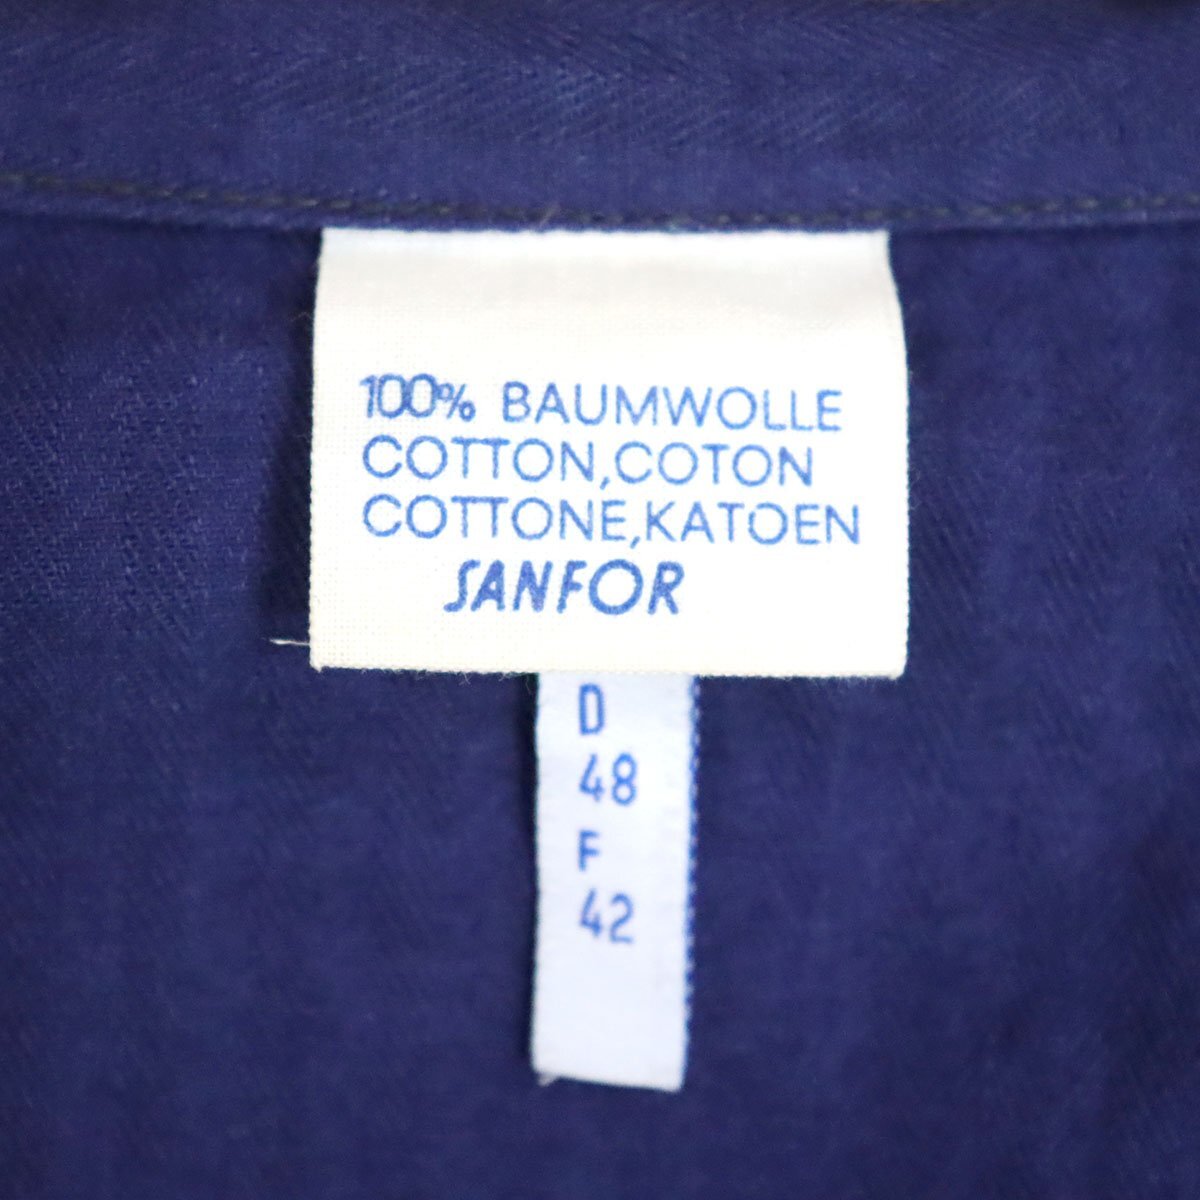 100% BAUMWOLLE
COTTON,COTON
COTTONE,KATOEN
SANFOR
D
48
F
42